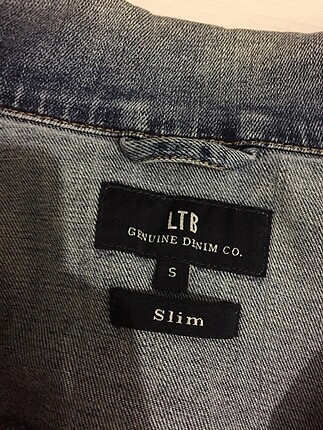 LTB
GENUINE DENIM CO.
S
Slim